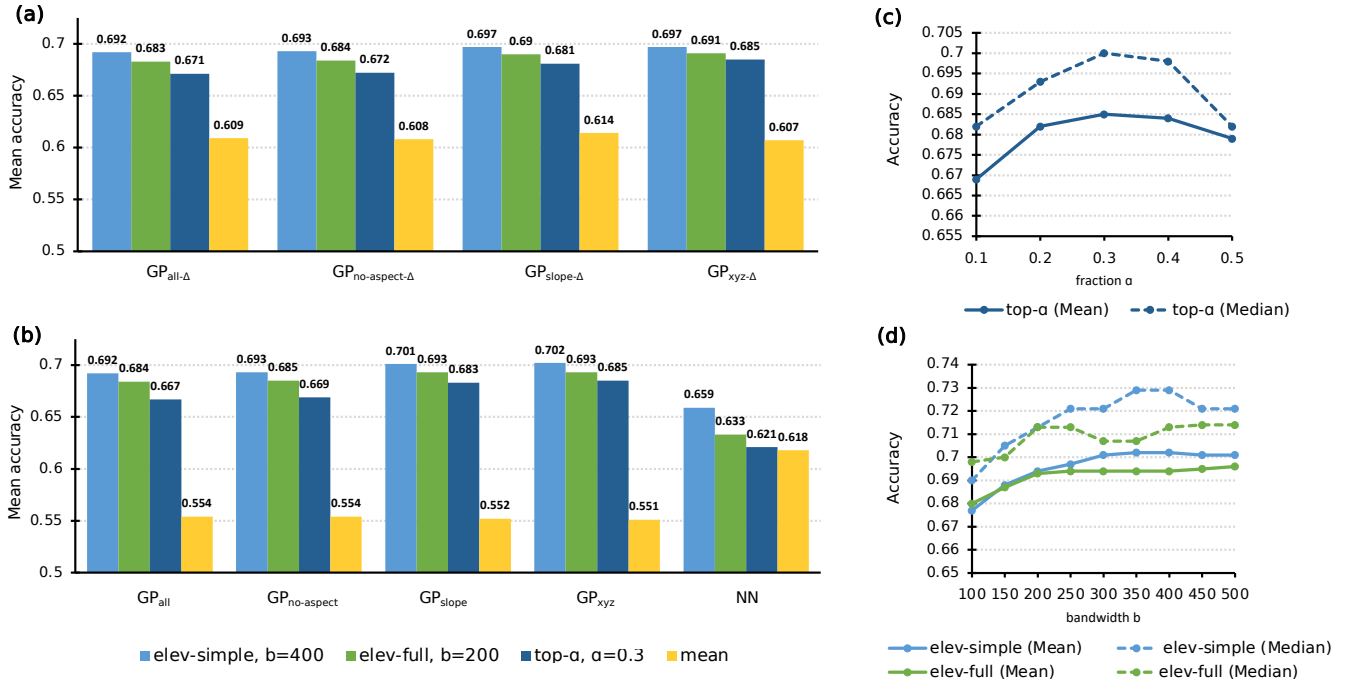 (a)
Mean accuracy
0.7
0.65
0.6
0.55
0.5
0.692
0.683
0.671
0.609
0.693
0.684
0.672
0.608
0.697
0.69
0.681
0.614
0.697
0.691
0.685
0.607
GPall-Δ
GPno-aspect-Δ
GPslope-Δ
GPxyz-Δ
(b)
Mean accuracy
0.7
0.65
0.6
0.55
0.5
0.692
0.684
0.667
0.554
0.693
0.685
0.669
0.554
0.701
0.693
0.683
0.552
0.702
0.693
0.685
0.551
0.659
0.633
0.621
0.618
GPall
GPno-aspect
GPslope
GPxyz
NN
elev-simple, b=400
elev-full, b=200
top-α, α=0.3
mean
(c)
Accuracy
0.705
0.7
0.695
0.69
0.685
0.68
0.675
0.67
0.665
0.66
0.655
0.1 0.2 0.3 0.4 0.5
fraction α
top-α (Mean)
top-α (Median)
(d)
Accuracy
0.74
0.73
0.72
0.71
0.7
0.69
0.68
0.67
0.66
0.65
100 150 200 250 300 350 400 450 500
bandwidth b
elev-simple (Mean)
elev-simple (Median)
elev-full (Mean)
elev-full (Median)